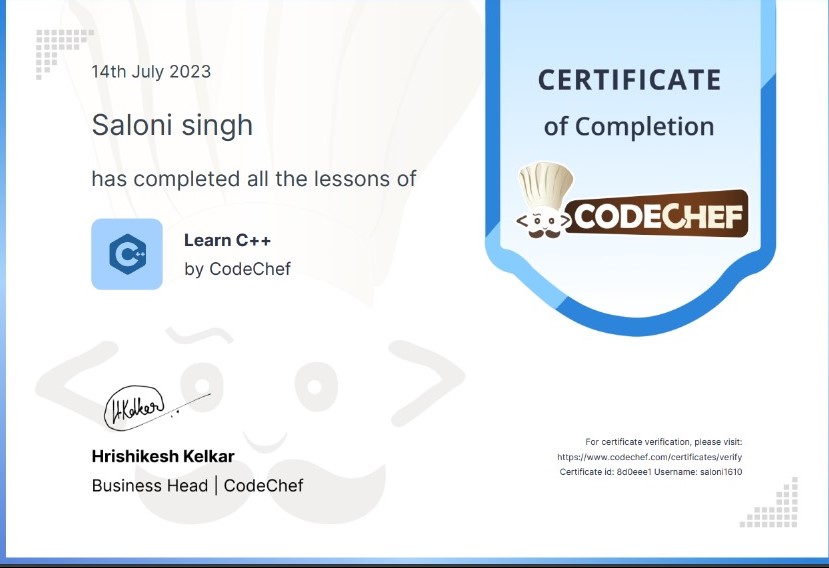 14th July 2023
Saloni singh
has completed all the lessons of
Learn C++
by CodeChef
HKelkar
Hrishikesh Kelkar
Business Head | CodeChef
CERTIFICATE
of Completion
CODECHEF
For certificate verification, please visit:
https://www.codechef.com/certificates/verify
Certificate id: 8d0eee1 Username: saloni1610